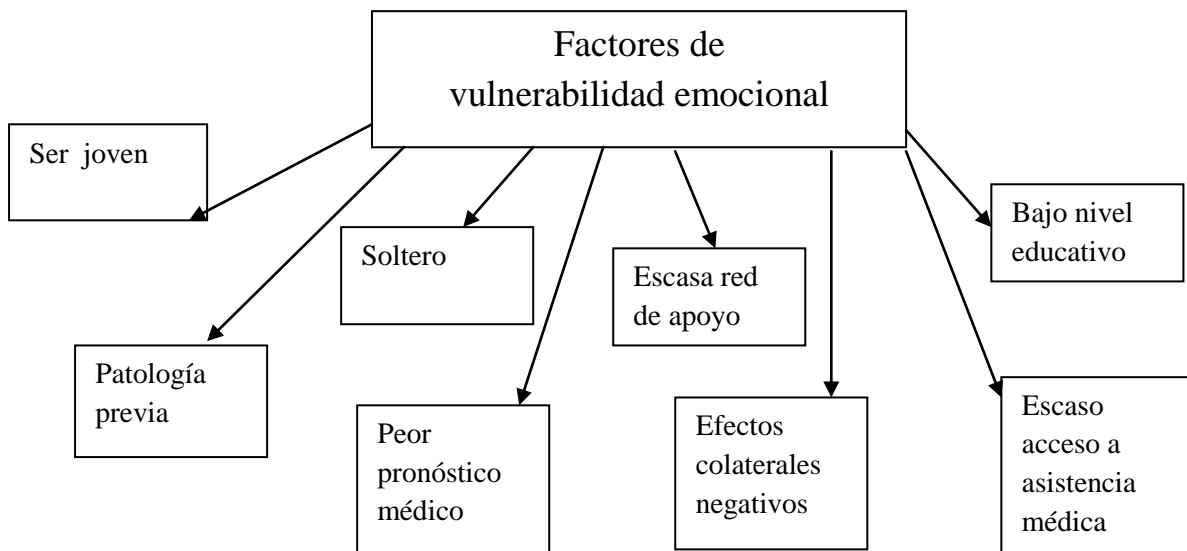 Factores de
vulnerabilidad emocional
Ser joven
Bajo nivel
educativo
Soltero
Escasa red
de apoyo
Patología
previa
Peor
pronóstico
médico
Efectos
colaterales
negativos
Escaso
acceso a
asistencia
médica